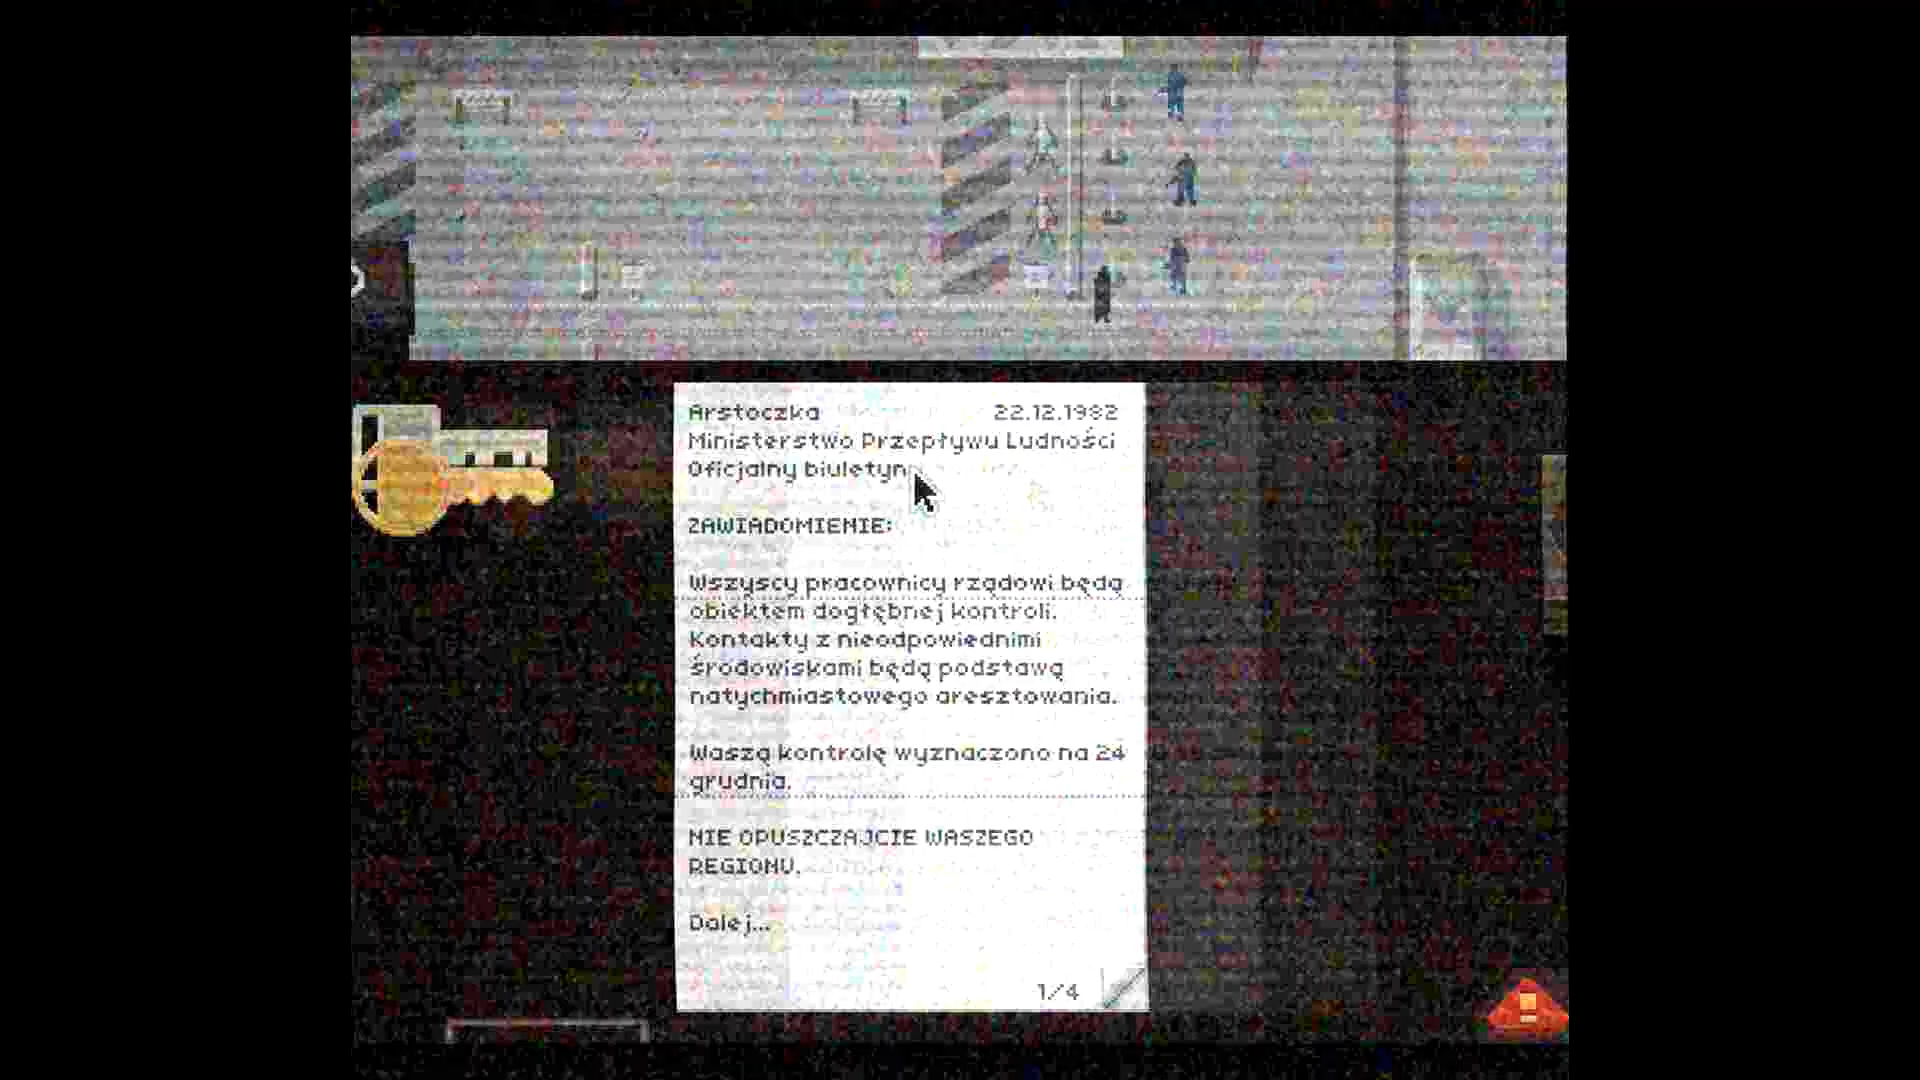 Arstoczka 22.12.1982
Ministerstwo Przepływu Ludności
Oficjalny biuletyn
ZAWIADOMIENIE:
Wszyscy pracownicy rządowi będą
obiektem dogłębnej kontroli.
Kontakty z nieodpowiednimi
środowiskami będą podstawą
natychmiastowego aresztowania.
Waszą kontrolę wyznaczono na 24
grudnia.
NIE OPUSZCZAJCIE WASZEGO
REGIONU.
Dalej...
1/4